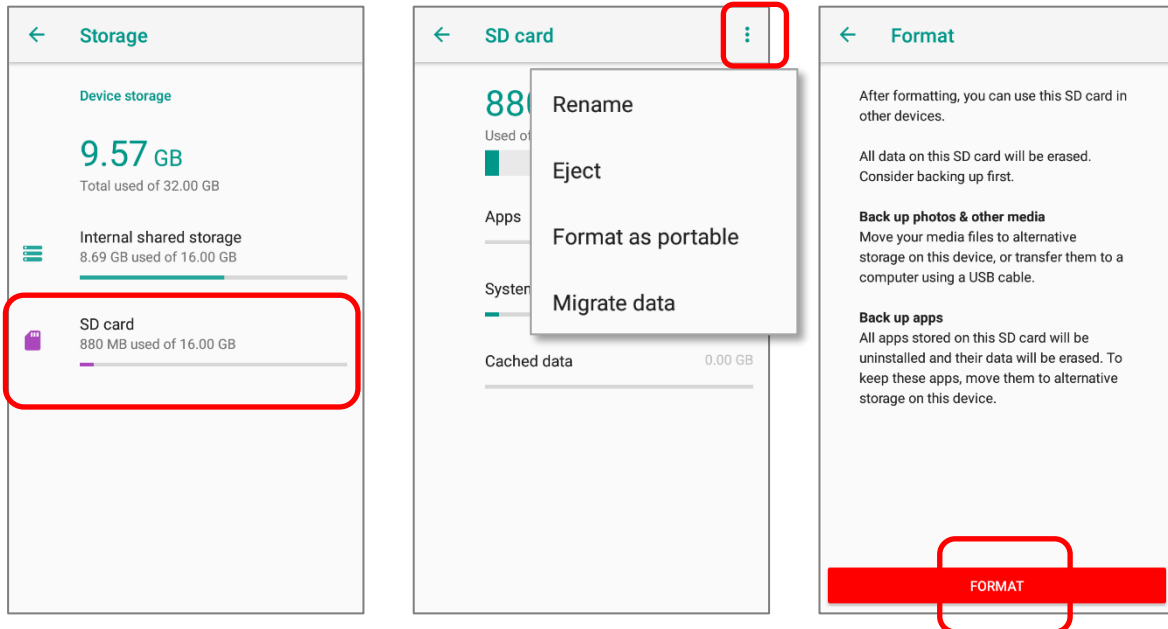 Storage
Device storage
9.57 GB
Total used of 32.00 GB
Internal shared storage
8.69 GB used of 16.00 GB
SD card
880 MB used of 16.00 GB
SD card
880
Used of
Rename
Eject
Format as portable
Migrate data
Apps
System
Cached data 0.00 GB
Format
After formatting, you can use this SD card in
other devices.
All data on this SD card will be erased.
Consider backing up first.
Back up photos & other media
Move your media files to alternative
storage on this device, or transfer them to a
computer using a USB cable.
Back up apps
All apps stored on this SD card will be
uninstalled and their data will be erased. To
keep these apps, move them to alternative
storage on this device.
FORMAT